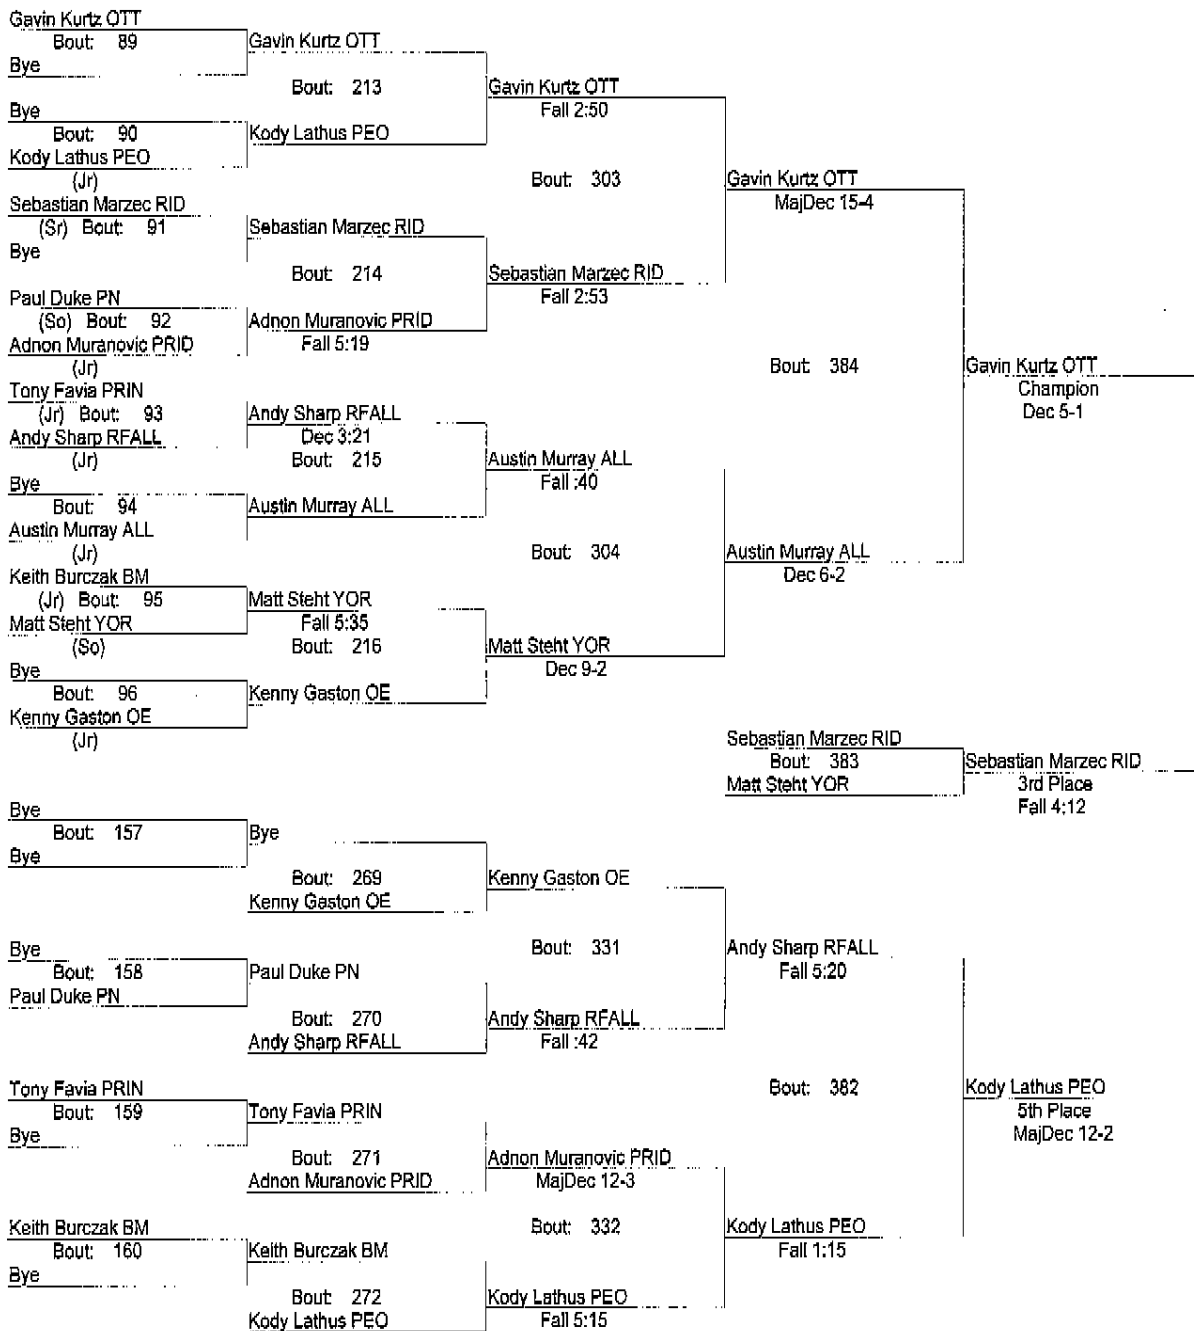 Gavin Kurtz OTT
Bout: 89
Bye
Gavin Kurtz OTT
Bout: 213
Bye
Bout: 90
Kody Lathus PEO
(Jr)
Kody Lathus PEO
Gavin Kurtz OTT
Fall 2:50
Bout: 303
Sebastian Marzec RID
(Sr) Bout: 91
Bye
Sebastian Marzec RID
Bout: 214
Paul Duke PN
(So) Bout: 92
Adnon Muranovic PRID
(Jr)
Adnon Muranovic PRID
Fall 5:19
Sebastian Marzec RID
Fall 2:53
Gavin Kurtz OTT
MajDec 15-4
Bout: 384
Tony Favia PRIN
(Jr) Bout: 93
Andy Sharp RFALL
(Jr)
Andy Sharp RFALL
Dec 3:21
Bout: 215
Bye
Bout: 94
Austin Murray ALL
(Jr)
Austin Murray ALL
Austin Murray ALL
Fall :40
Bout: 304
Keith Burczak BM
(Jr) Bout: 95
Matt Steht YOR
(So)
Matt Steht YOR
Fall 5:35
Bout: 216
Bye
Bout: 96
Kenny Gaston OE
(Jr)
Kenny Gaston OE
Matt Steht YOR
Dec 9-2
Austin Murray ALL
Dec 6-2
Gavin Kurtz OTT
Champion
Dec 5-1
Sebastian Marzec RID
Bout: 383
Matt Steht YOR
Sebastian Marzec RID
3rd Place
Fall 4:12
Bye
Bout: 157
Bye
Bye
Bout: 269
Kenny Gaston OE
Kenny Gaston OE
Bout: 331
Bye
Bout: 158
Paul Duke PN
Paul Duke PN
Bout: 270
Andy Sharp RFALL
Andy Sharp RFALL
Fall :42
Andy Sharp RFALL
Fall 5:20
Bout: 382
Tony Favia PRIN
Bout: 159
Bye
Tony Favia PRIN
Bout: 271
Adnon Muranovic PRID
Adnon Muranovic PRID
MajDec 12-3
Bout: 332
Keith Burczak BM
Bout: 160
Bye
Keith Burczak BM
Bout: 272
Kody Lathus PEO
Kody Lathus PEO
Fall 5:15
Kody Lathus PEO
Fall 1:15
Kody Lathus PEO
5th Place
MajDec 12-2